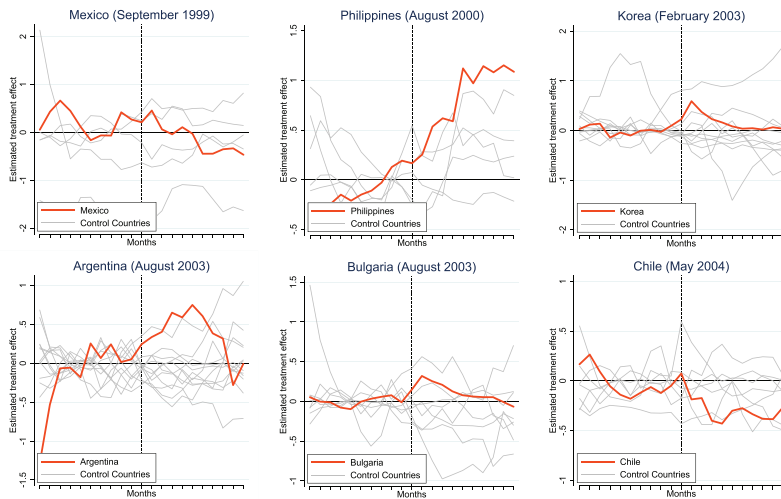 Mexico (September 1999)
Estimated treatment effect
2
1
0
-1
-2
Mexico
Control Countries
Months
Philippines (August 2000)
Estimated treatment effect
1.5
1
.5
0
-.5
Philippines
Control Countries
Months
Korea (February 2003)
Estimated treatment effect
2
1
0
-1
-2
Korea
Control Countries
Months
Argentina (August 2003)
Estimated treatment effect
1
.5
0
-.5
-1
-1.5
Argentina
Control Countries
Months
Bulgaria (August 2003)
Estimated treatment effect
1.5
1
.5
0
-.5
-1
Bulgaria
Control Countries
Months
Chile (May 2004)
Estimated treatment effect
1
.5
0
-.5
-1
Chile
Control Countries
Months